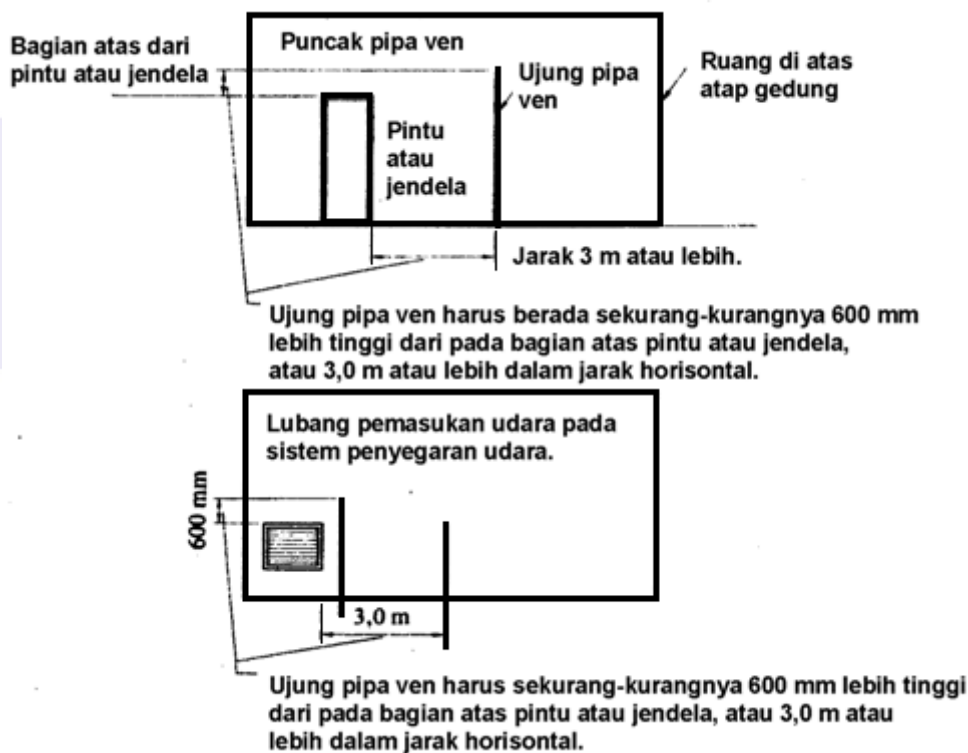 Bagian atas dari
pintu atau jendela
Puncak pipa ven
Ujung pipa
ven
Ruang di atas
atap gedung
Pintu
atau
jendela
Jarak 3 m atau lebih.
Ujung pipa ven harus berada sekurang-kurangnya 600 mm
lebih tinggi dari pada bagian atas pintu atau jendela,
atau 3,0 m atau lebih dalam jarak horisontal.
Lubang pemasukan udara pada
sistem penyegaran udara.
600 mm
3,0 m
Ujung pipa ven harus sekurang-kurangnya 600 mm lebih tinggi
dari pada bagian atas pintu atau jendela, atau 3,0 m atau
lebih dalam jarak horisontal.